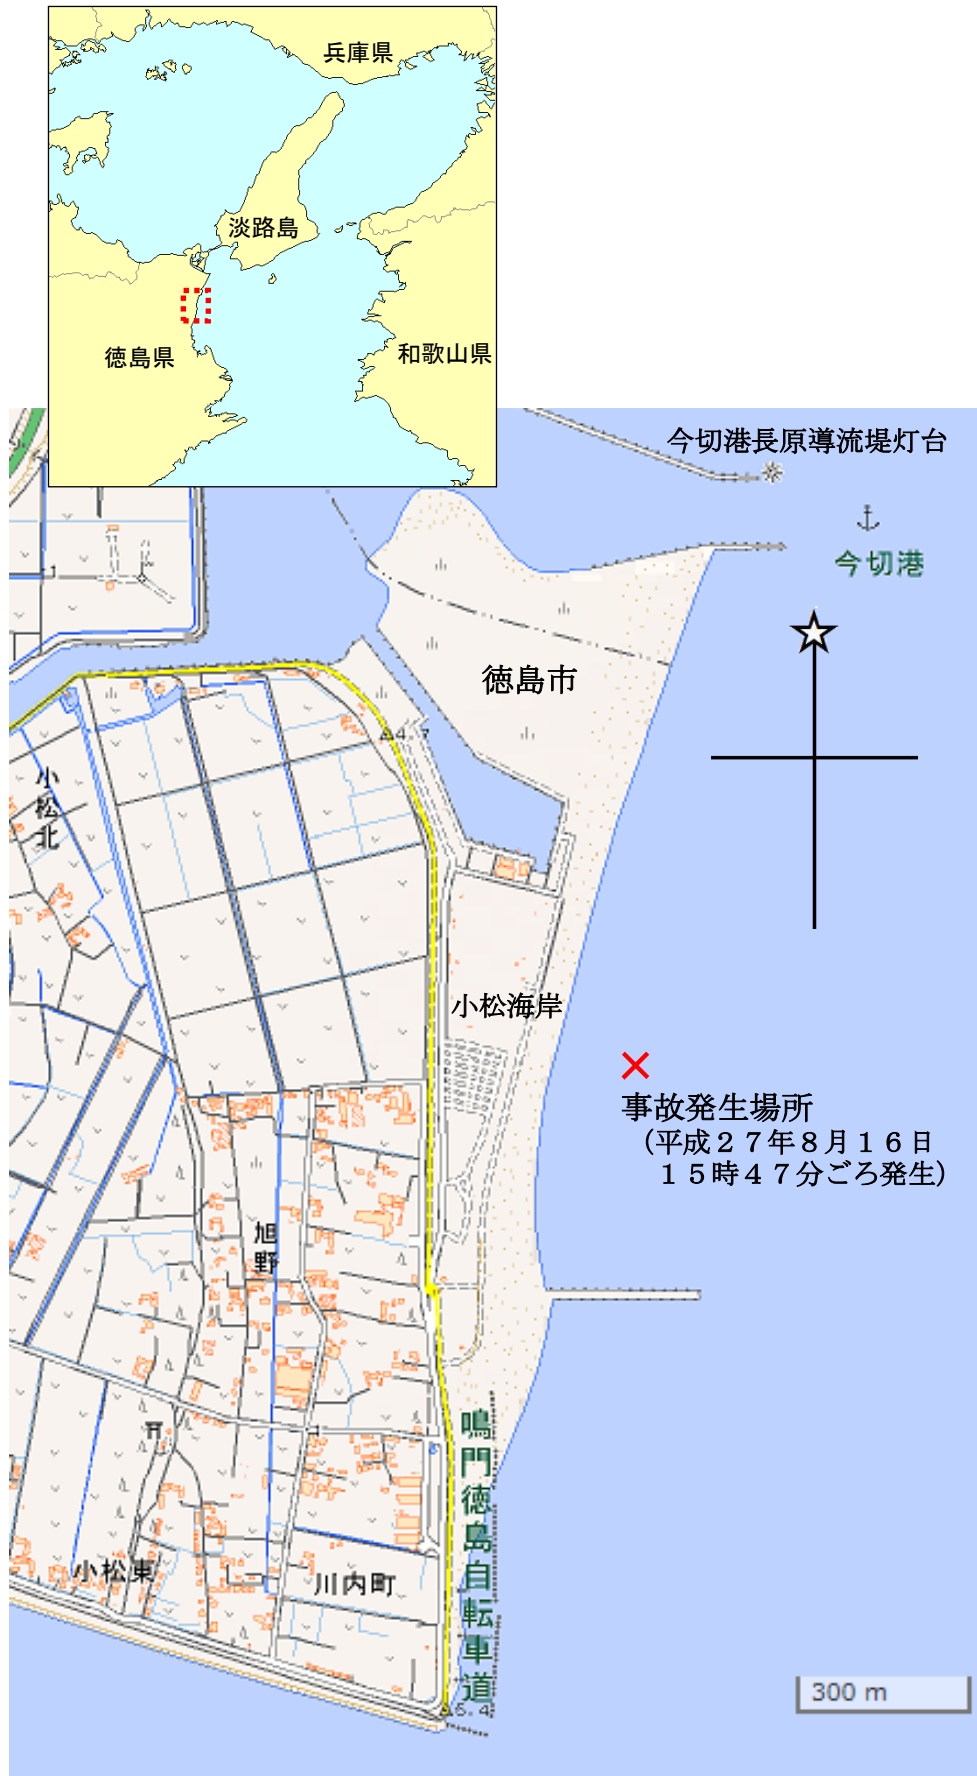 兵庫県
淡路島
徳島県
和歌山県
今切港長原導流堤灯台
今切港
徳島市
4.7
小松北
小松海岸
事故発生場所
（平成２７年８月１６日
１５時４７分ごろ発生）
旭野
鳴門徳島自転車道
小松東
川内町
300 m
5.4